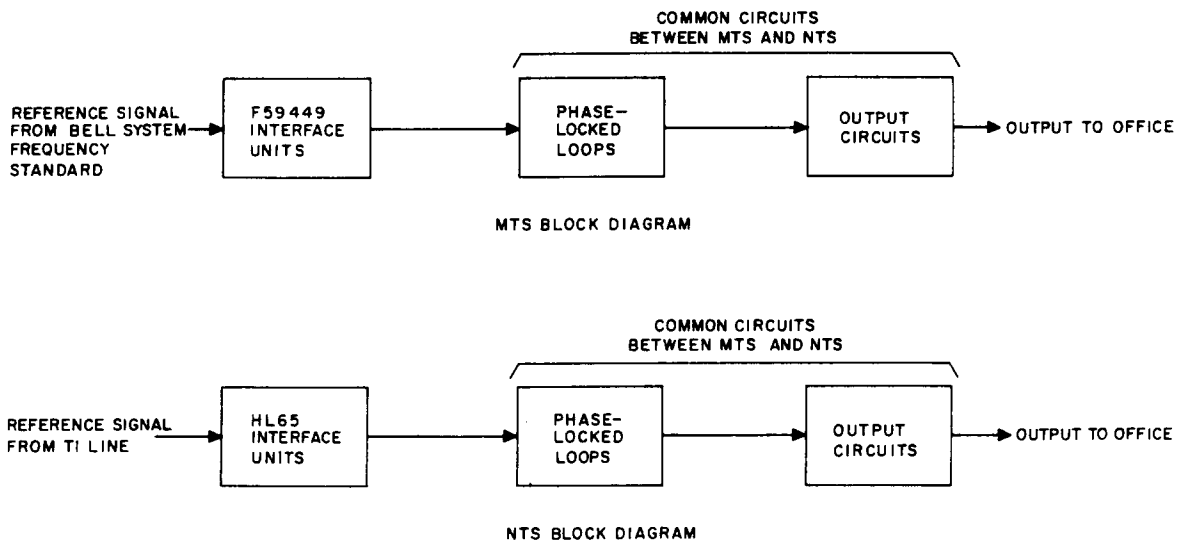 COMMON CIRCUITS
BETWEEN MTS AND NTS
REFERENCE SIGNAL
FROM BELL SYSTEM
FREQUENCY
STANDARD
F59449
INTERFACE
UNITS
PHASE-
LOCKED
LOOPS
OUTPUT
CIRCUITS
OUTPUT TO OFFICE
MTS BLOCK DIAGRAM
COMMON CIRCUITS
BETWEEN MTS AND NTS
REFERENCE SIGNAL
FROM T1 LINE
HL65
INTERFACE
UNITS
PHASE-
LOCKED
LOOPS
OUTPUT
CIRCUITS
OUTPUT TO OFFICE
NTS BLOCK DIAGRAM